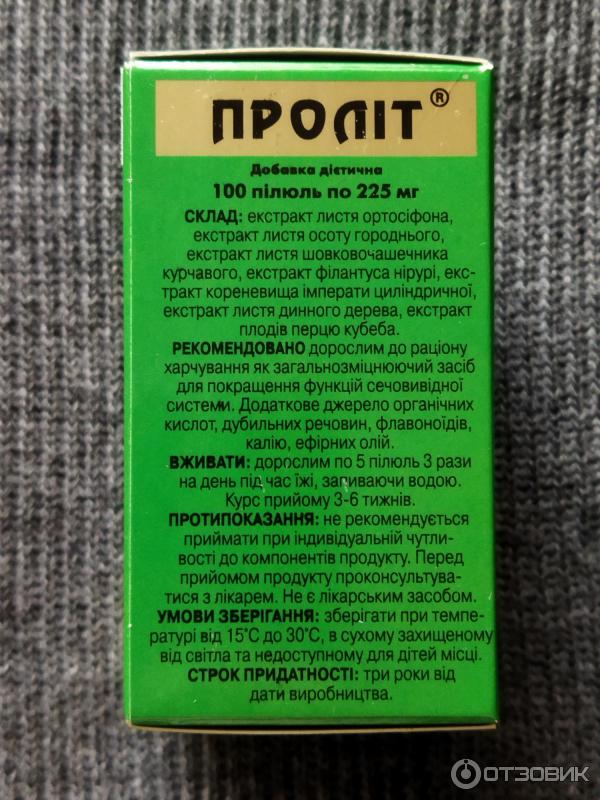 ПРОЛІТ®
Добавка дієтична
100 пілюль по 225 мг
СКЛАД: екстракт листя ортосіфона,
екстракт листя осоту городнього,
екстракт листя шовковочашечника
курчавого, екстракт філантуса нірурі, екс-
тракт кореневища імперати циліндричної,
екстракт листя динного дерева, екстракт
плодів перцю кубеба.
РЕКОМЕНДОВАНО дорослим до раціону
харчування як загальнозміцнюючий засіб
для покращення функцій сечовивідної
системи. Додаткове джерело органічних
кислот, дубильних речовин, флавоноїдів,
калію, ефірних олій.
ВЖИВАТИ: дорослим по 5 пілюль 3 рази
на день під час їжі, запиваючи водою.
Курс прийому 3-6 тижнів.
ПРОТИПОКАЗАННЯ: не рекомендується
приймати при індивідуальній чутли-
вості до компонентів продукту. Перед
прийомом продукту проконсультува-
тися з лікарем. Не є лікарським засобом.
УМОВИ ЗБЕРІГАННЯ: зберігати при темпе-
ратурі від 15°С до 30°С, в сухому захищеному
від світла та недоступному для дітей місці.
СТРОК ПРИДАТНОСТІ: три роки від
дати виробництва.
ОТЗОВИК